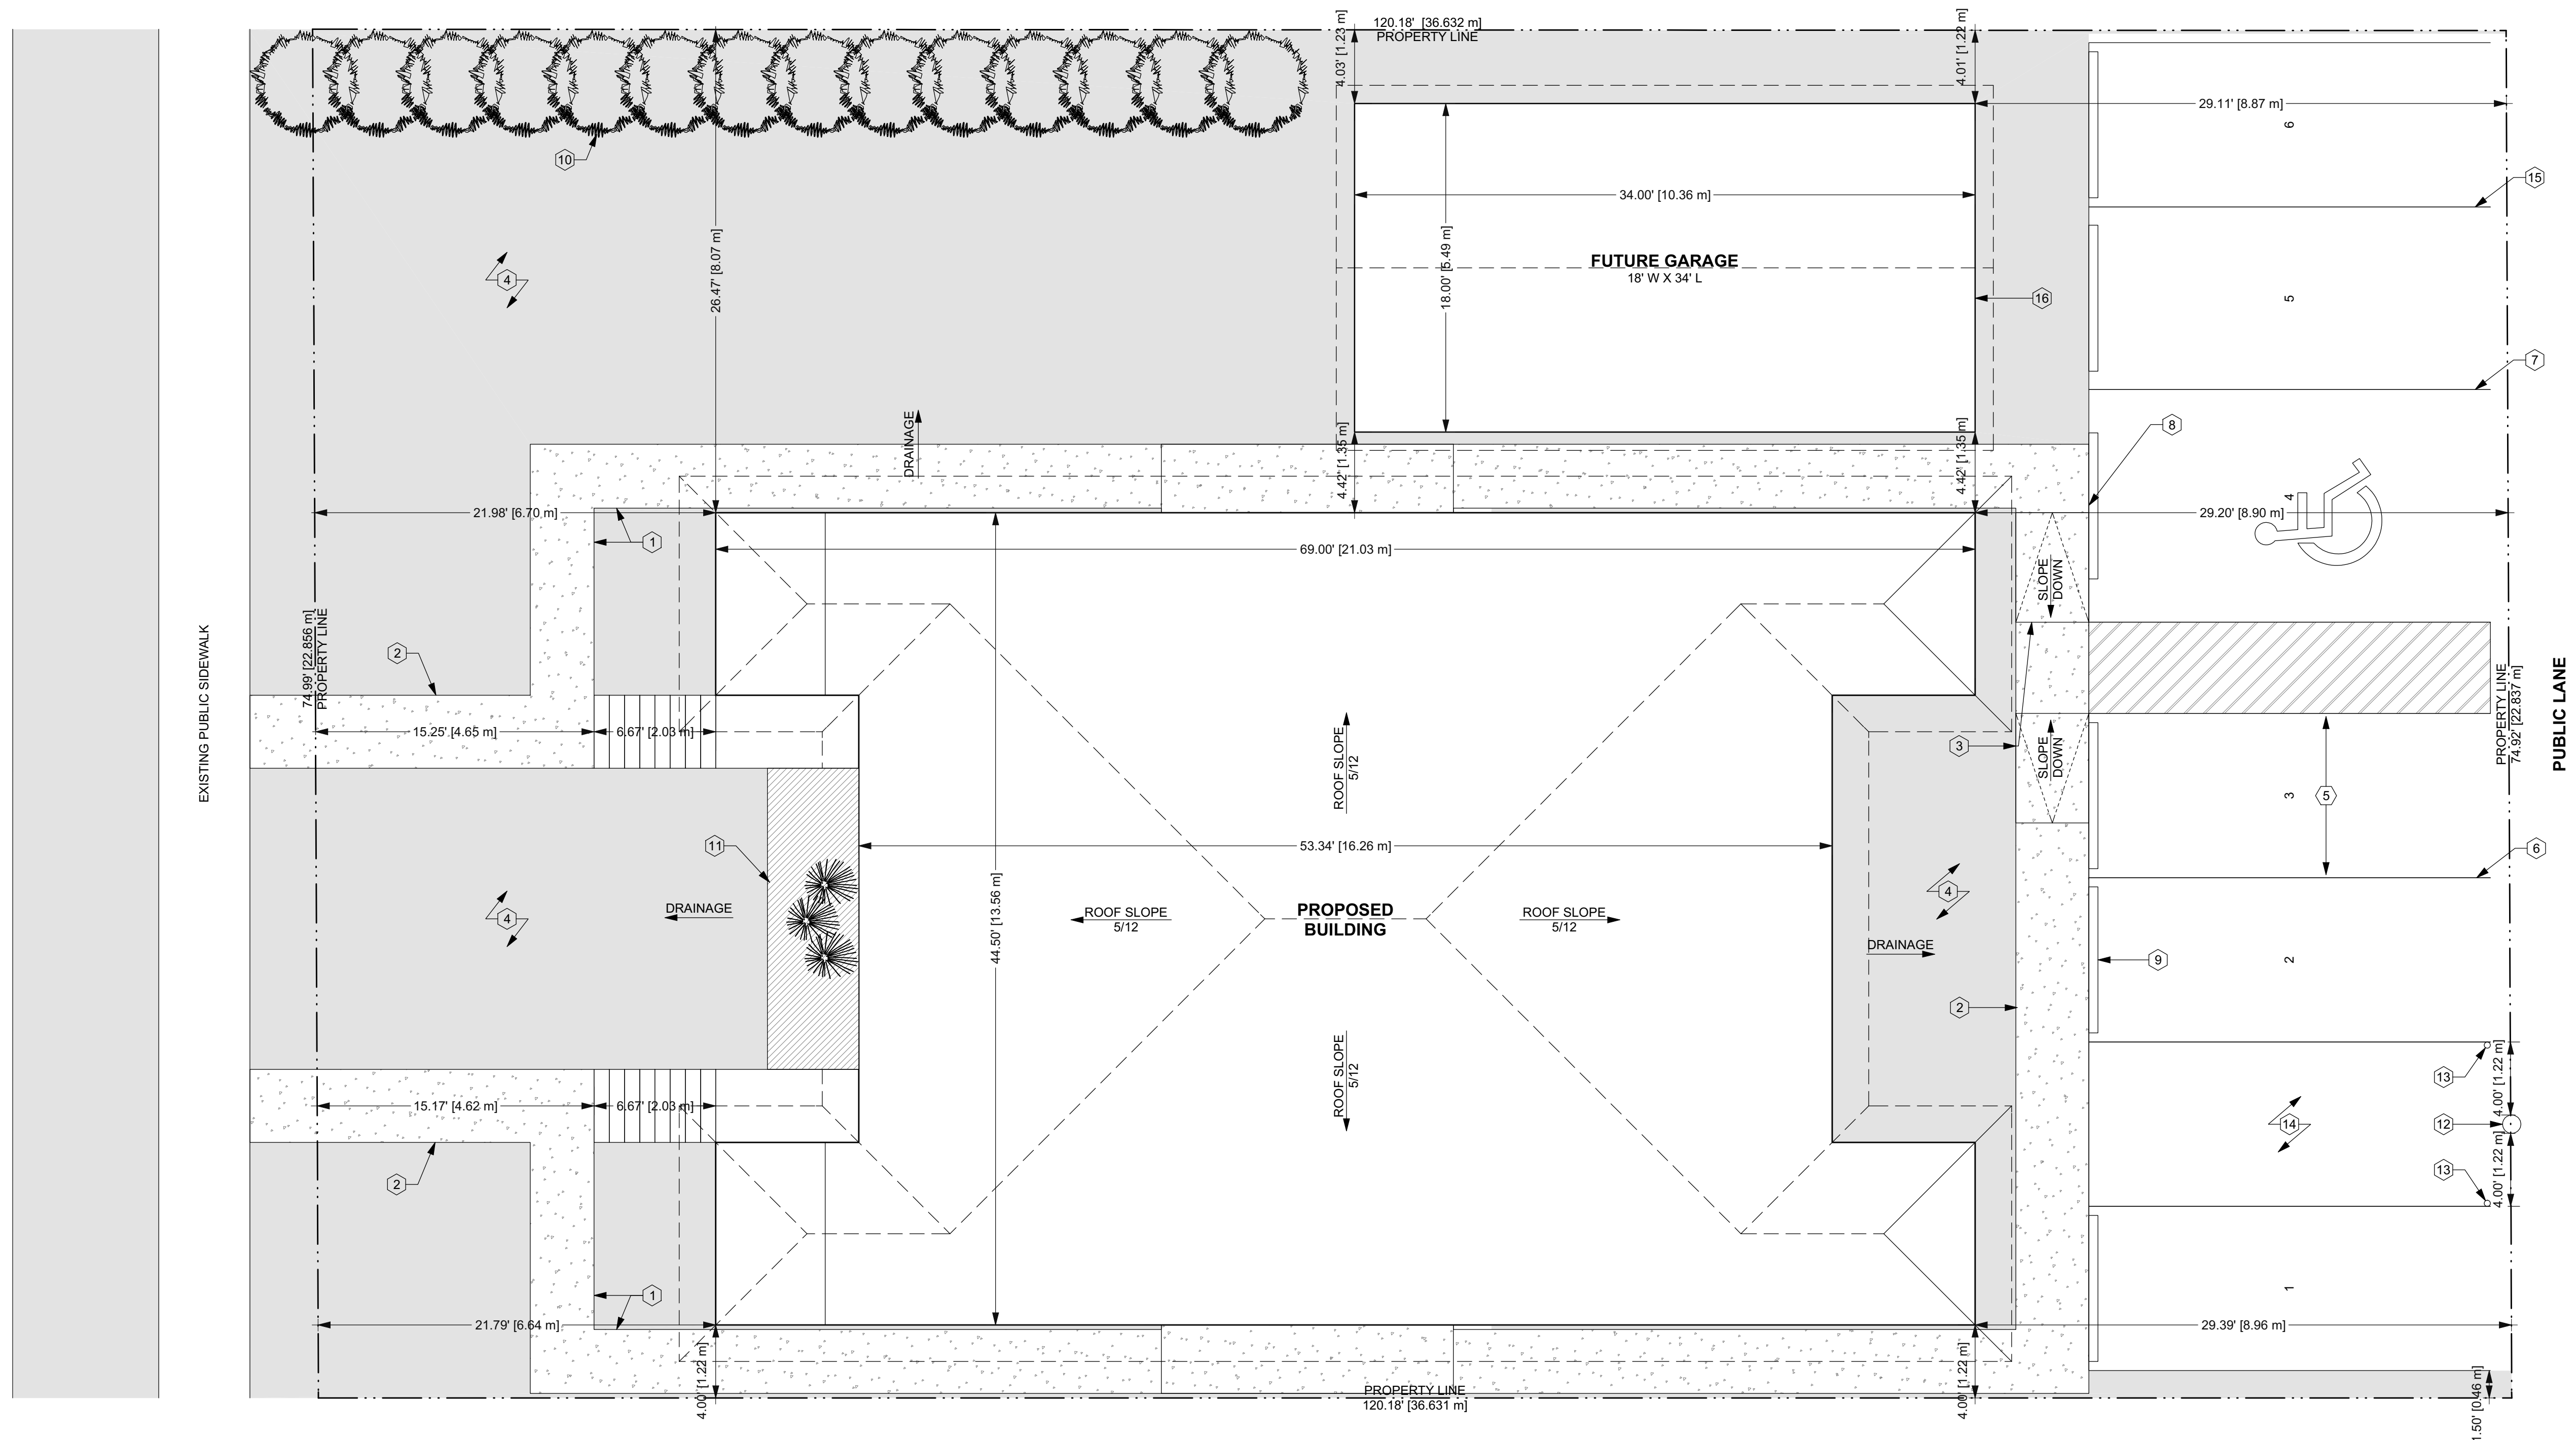 120.18' [36.632 m]
PROPERTY LINE
4.03' [1.23 m]
4.01' [1.22 m]
29.11' [8.87 m]
6
10
15
34.00' [10.36 m]
26.47' [8.07 m]
18.00' [5.49 m]
FUTURE GARAGE
18' W X 34' L
4
16
5
7
DRAINAGE
4.42' [1.35 m]
4.42' [1.35 m]
8
4
21.98' [6.70 m]
29.20' [8.90 m]
1
69.00' [21.03 m]
SLOPE
DOWN
EXISTING PUBLIC SIDEWALK
74.99' [22.856 m]
PROPERTY LINE
2
PROPERTY LINE
74.92' [22.837 m]
PUBLIC LANE
15.25' [4.65 m]
6.67' [2.03 m]
ROOF SLOPE
5/12
3
SLOPE
DOWN
3
5
11
53.34' [16.26 m]
6
4
4
DRAINAGE
44.50' [13.56 m]
ROOF SLOPE
5/12
PROPOSED
BUILDING
ROOF SLOPE
5/12
DRAINAGE
9
2
2
ROOF SLOPE
5/12
13
4.00' [1.22 m]
15.17' [4.62 m]
6.67' [2.03 m]
14
12
13
4.00' [1.22 m]
2
1
1
21.79' [6.64 m]
29.39' [8.96 m]
4.00' [1.22 m]
4.00' [1.22 m]
PROPERTY LINE
120.18' [36.631 m]
1.50' [0.46 m]